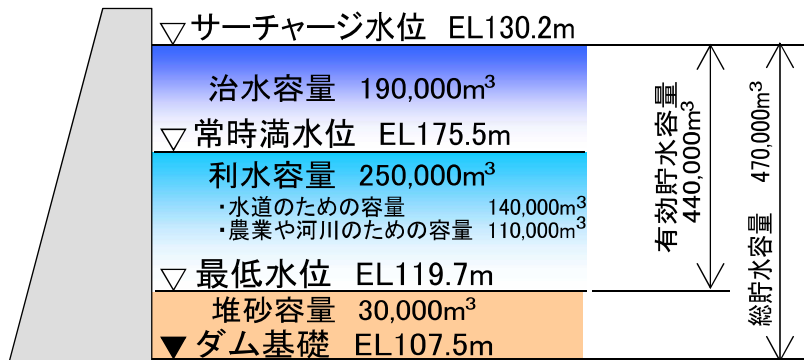 ▽サーチャージ水位 EL130.2m
治水容量 190,000m³
▽常時満水位 EL175.5m
利水容量 250,000m³
・水道のための容量 140,000m³
・農業や河川のための容量 110,000m³
▽最低水位 EL119.7m
堆砂容量 30,000m³
▼ダム基礎 EL107.5m
有効貯水容量
440,000m³
総貯水容量 470,000m³